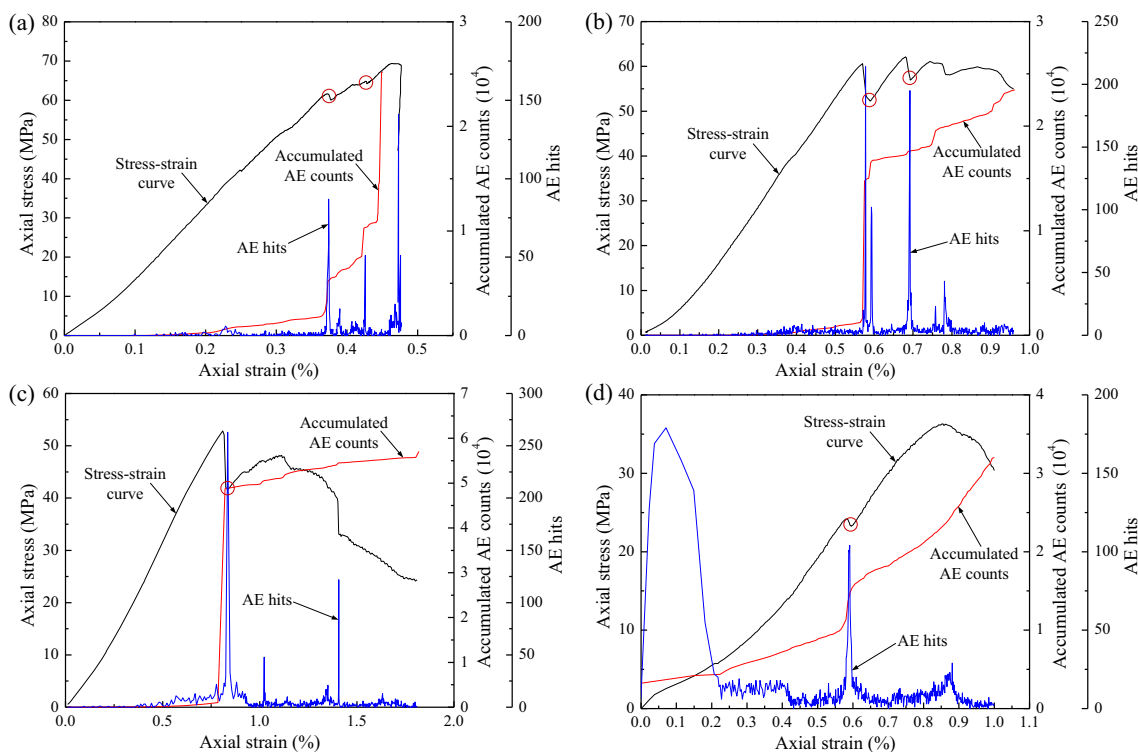 (a)
80
70
60
50
40
30
20
10
0
Axial stress (MPa)
0.0
0.1
0.2
0.3
0.4
0.5
Axial strain (%)
3
2
1
0
Accumulated AE counts (10⁴)
200
150
100
50
0
AE hits
Stress-strain
curve
Accumulated
AE counts
AE hits
(b)
70
60
50
40
30
20
10
0
Axial stress (MPa)
0.0
0.1
0.2
0.3
0.4
0.5
0.6
0.7
0.8
0.9
1.0
Axial strain (%)
3
2
1
0
Accumulated AE counts (10⁴)
250
200
150
100
50
0
AE hits
Stress-strain
curve
Accumulated
AE counts
AE hits
(c)
60
50
40
30
20
10
0
Axial stress (MPa)
0.0
0.5
1.0
1.5
2.0
Axial strain (%)
7
6
5
4
3
2
1
0
Accumulated AE counts (10⁴)
300
250
200
150
100
50
0
AE hits
Accumulated
AE counts
Stress-strain
curve
AE hits
(d)
40
30
20
10
0
Axial stress (MPa)
0.0
0.1
0.2
0.3
0.4
0.5
0.6
0.7
0.8
0.9
1.0
1.1
Axial strain (%)
4
3
2
1
0
Accumulated AE counts (10⁴)
200
150
100
50
0
AE hits
Stress-strain
curve
Accumulated
AE counts
AE hits